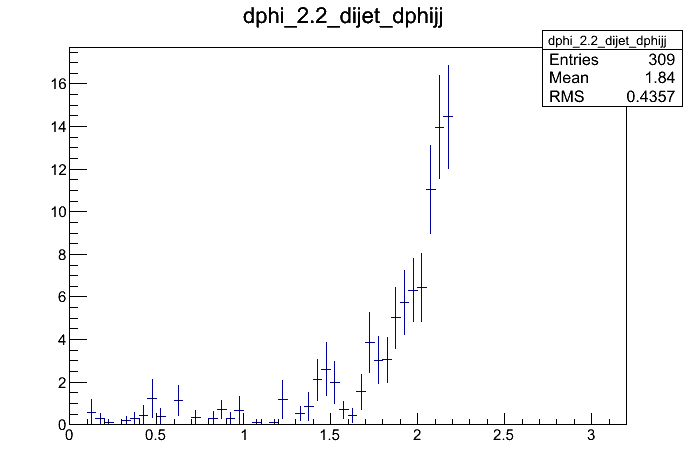 dphi_2.2_dijet_dphijj
dphi_2.2_dijet_dphijj
Entries 309
Mean 1.84
RMS 0.4357
16
14
12
10
8
6
4
2
0
0 0.5 1 1.5 2 2.5 3